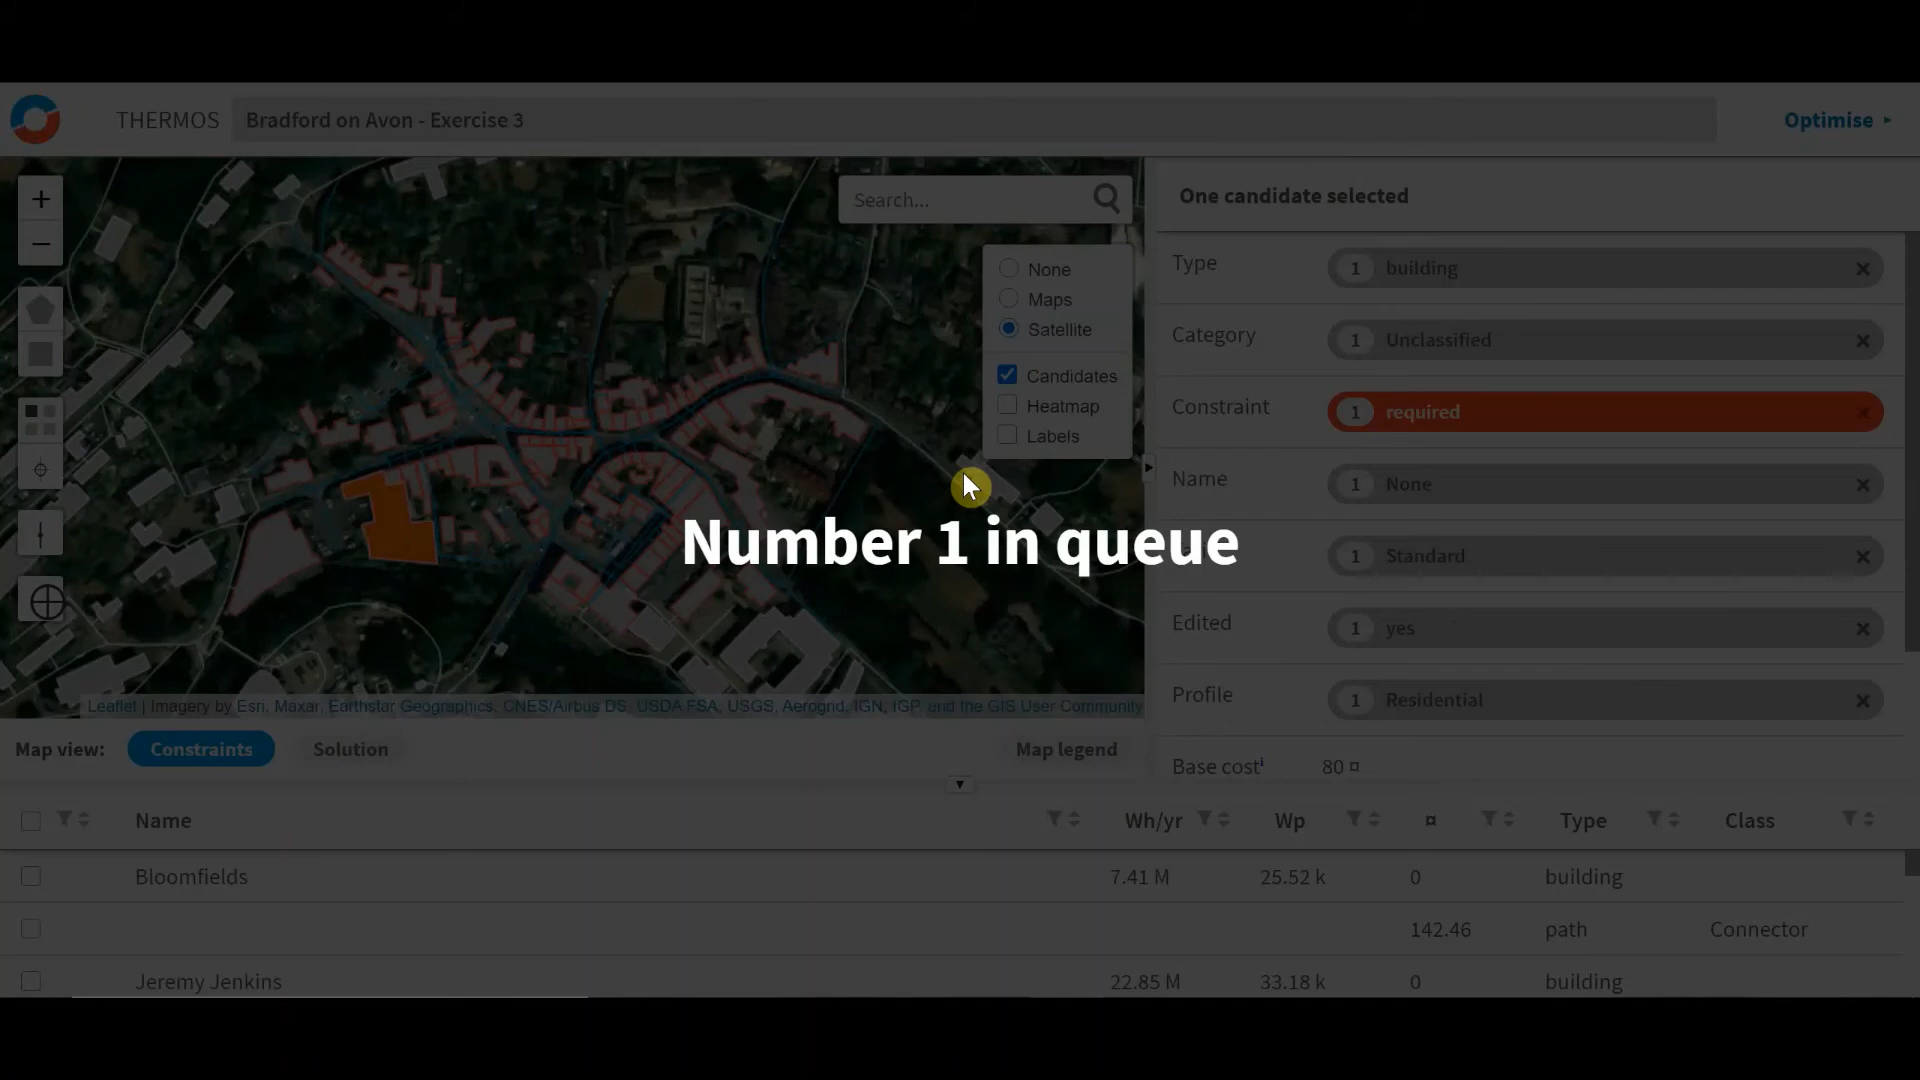 THERMOS
Bradford on Avon - Exercise 3
Optimise
+
−
Search...
None
Maps
Satellite
Candidates
Heatmap
Labels
One candidate selected
Type
1 building ×
Category
1 Unclassified ×
Constraint
1 required ×
Name
1 None ×
1 Standard ×
Edited
1 yes ×
Profile
1 Residential ×
Base costⁱ 80 ¤
Number 1 in queue
Leaflet | Imagery by Esri, Maxar, Earthstar Geographics, CNES/Airbus DS, USDA FSA, USGS, Aerogrid, IGN, IGP, and the GIS User Community
Map view: Constraints Solution Map legend
Name Wh/yr Wp ¤ Type Class
Bloomfields 7.41 M 25.52 k 0 building
142.46 path Connector
Jeremy Jenkins 22.85 M 33.18 k 0 building